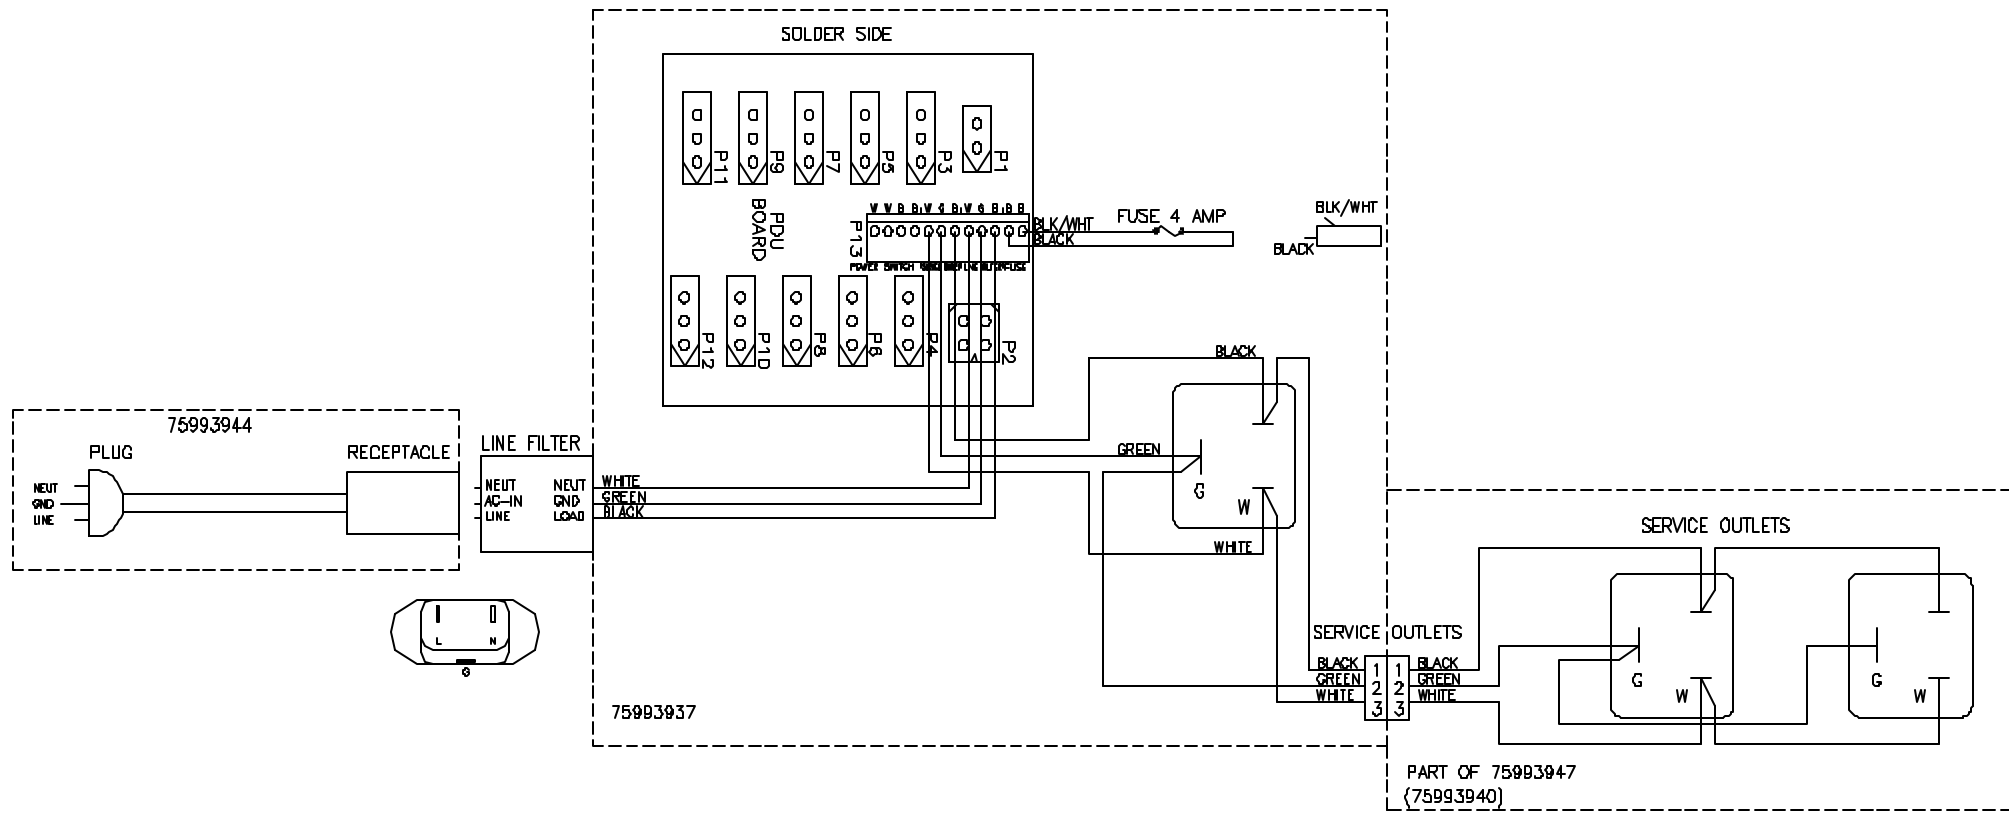 SOLDER SIDE
P11
P9
P7
P5
P3
P1
PDU
BOARD
P13
W W B B W G B W G B B B
BLK/WHT
BLACK
FUSE 4 AMP
BLK/WHT
BLACK
P12
P10
P8
P6
P4
P2
BLACK
GREEN
G
W
WHITE
75993944
PLUG
RECEPTACLE
NEUT
GND
LINE
LINE FILTER
NEUT
AC-IN
LINE
NEUT
GND
LOAD
WHITE
GREEN
BLACK
L
N
G
75993937
SERVICE OUTLETS
BLACK
GREEN
WHITE
1
2
3
1
2
3
BLACK
GREEN
WHITE
SERVICE OUTLETS
G
W
G
W
PART OF 75993947
(75993940)